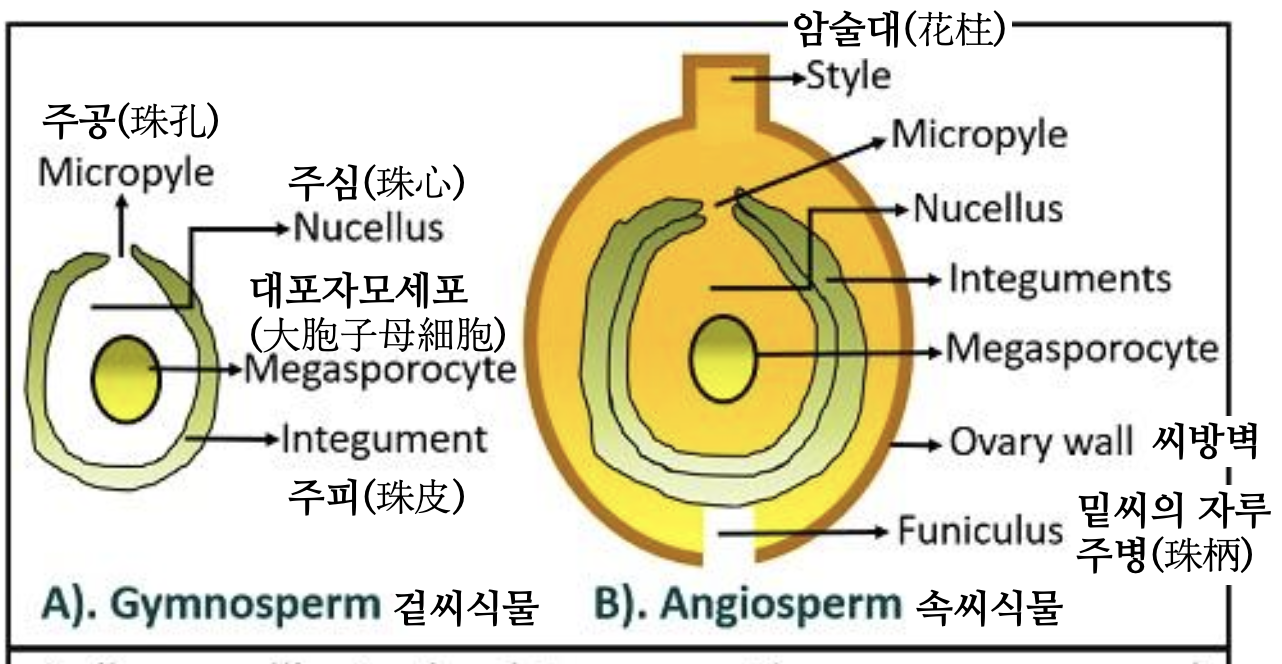 주공(珠孔)
Micropyle
주심(珠心)
Nucellus
대포자모세포
(大胞子母細胞)
Megasporocyte
Integument
주피(珠皮)
A). Gymnosperm 겉씨식물
암술대(花柱)
Style
Micropyle
Nucellus
Integuments
Megasporocyte
Ovary wall 씨방벽
Funiculus 밑씨의 자루
주병(珠柄)
B). Angiosperm 속씨식물